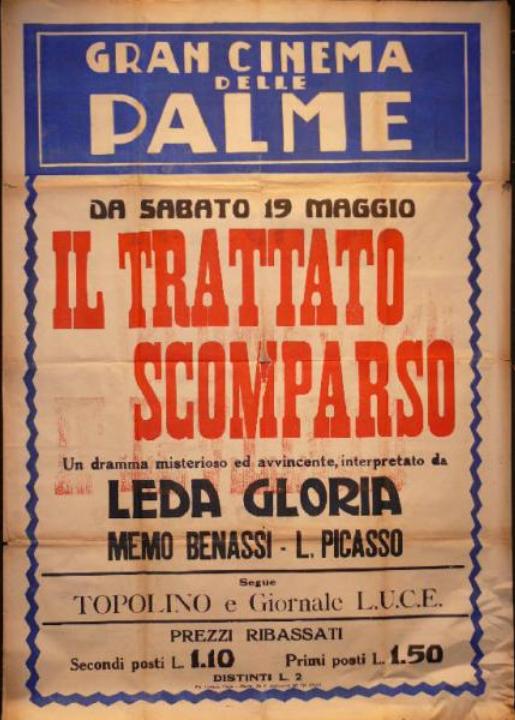 GRAN CINEMA
DELLE
PALME
DA SABATO 19 MAGGIO
IL TRATTATO
SCOMPARSO
Un dramma misterioso ed avvincente, interpretato da
LEDA GLORIA
MEMO BENASSI - L. PICASSO
Segue
TOPOLINO e Giornale L.U.C.E.
PREZZI RIBASSATI
Secondi posti L. 1.10 Primi posti L. 1.50
DISTINTI L. 2